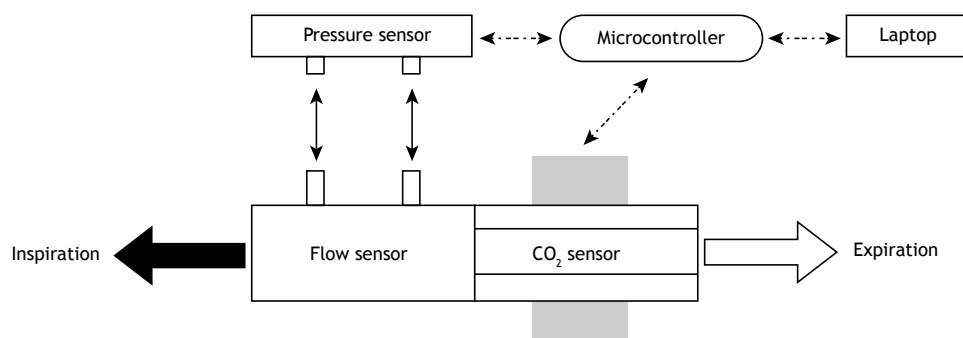 Pressure sensor
Microcontroller
Laptop
Inspiration
Flow sensor
CO₂ sensor
Expiration